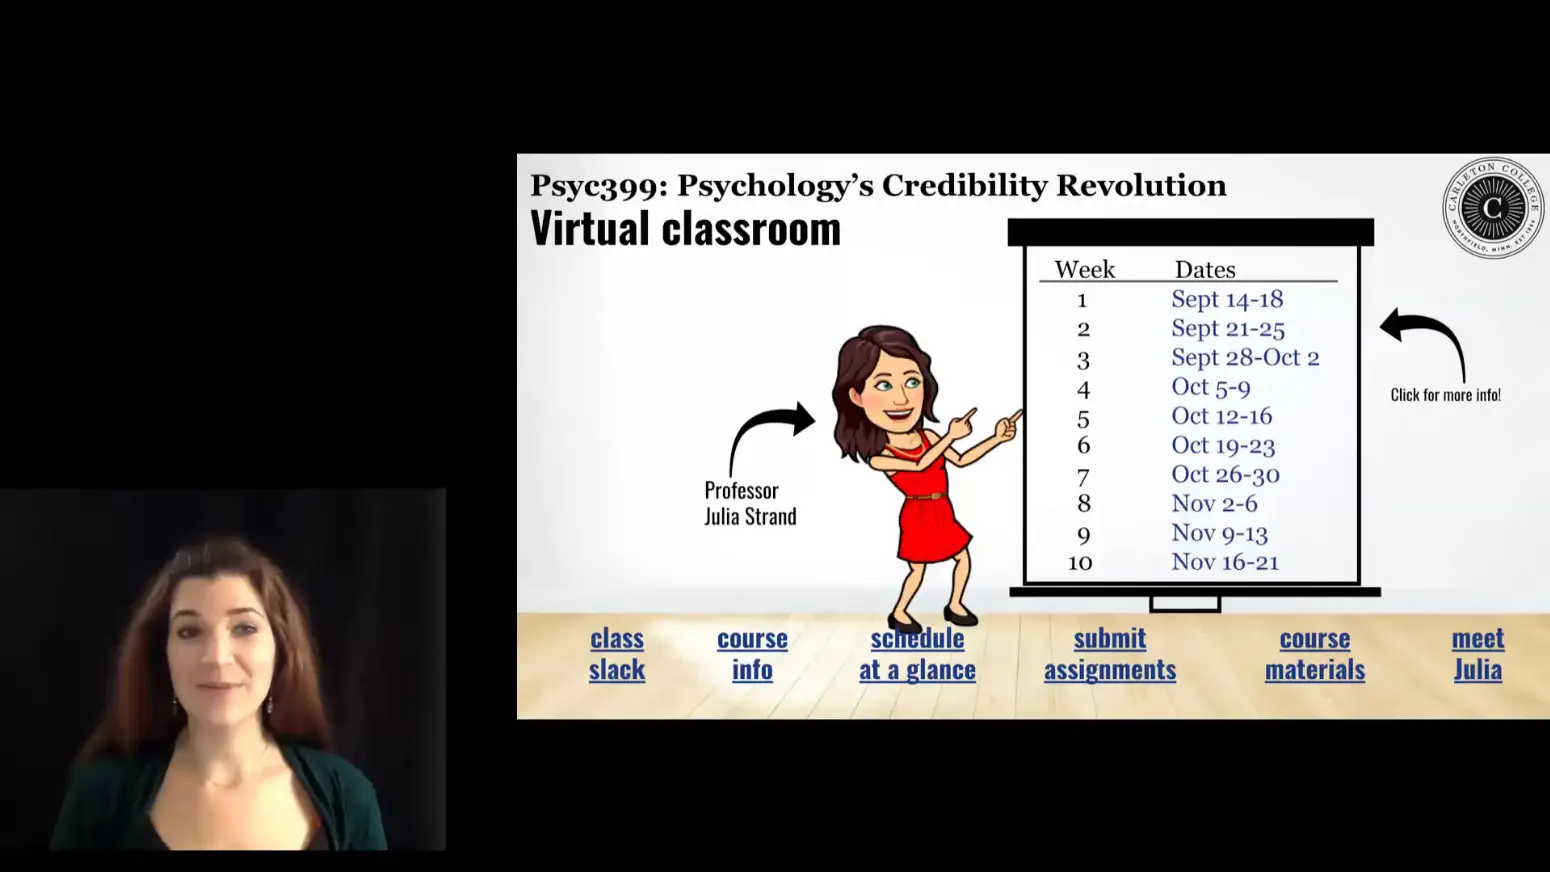 Psyc399: Psychology's Credibility Revolution
Virtual classroom
CARLETON COLLEGE
C
NORTHFIELD, MINN. EST 1866
Week Dates
1 Sept 14-18
2 Sept 21-25
3 Sept 28-Oct 2
4 Oct 5-9
5 Oct 12-16
6 Oct 19-23
7 Oct 26-30
8 Nov 2-6
9 Nov 9-13
10 Nov 16-21
Click for more info!
Professor
Julia Strand
class
slack
course
info
schedule
at a glance
submit
assignments
course
materials
meet
Julia